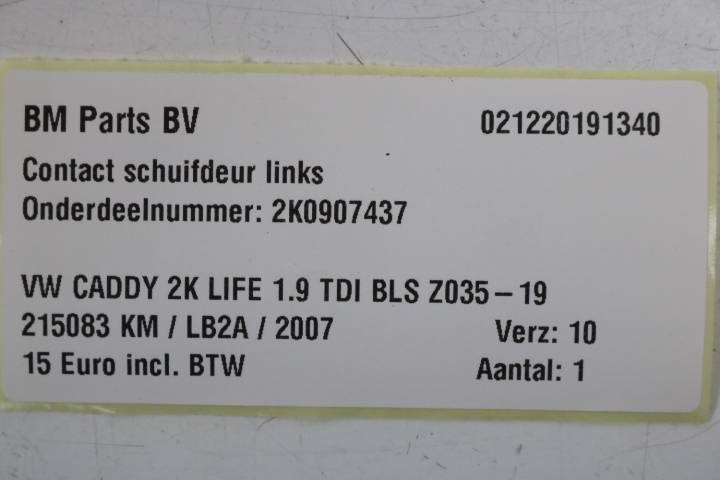 BM Parts BV 021220191340
Contact schuifdeur links
Onderdeelnummer: 2K0907437
VW CADDY 2K LIFE 1.9 TDI BLS Z035-19
215083 KM / LB2A / 2007 Verz: 10
15 Euro incl. BTW Aantal: 1